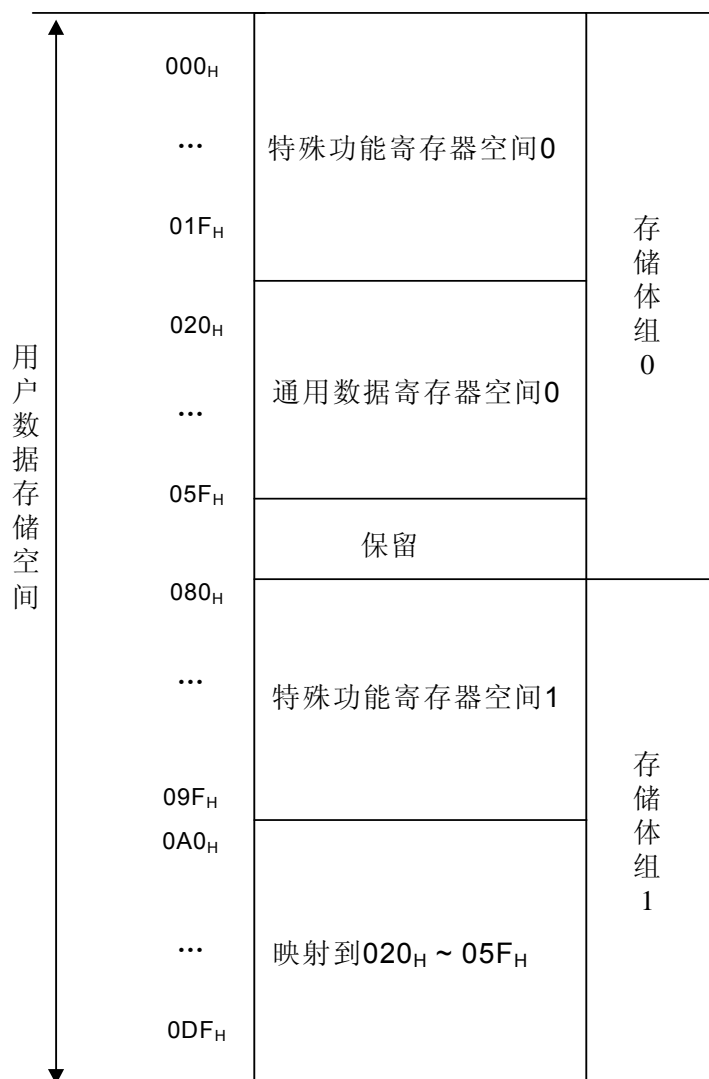 000H
...
特殊功能寄存器空间0
01FH
020H
...
通用数据寄存器空间0
05FH
保留
存储体组0
用户数据存储空间
080H
...
特殊功能寄存器空间1
09FH
0A0H
...
映射到020H ~ 05FH
0DFH
存储体组1